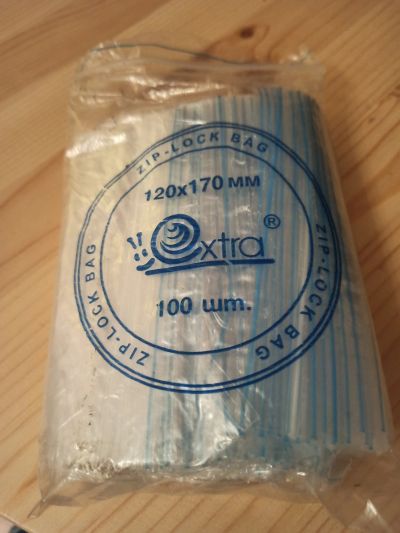 ZIP-LOCK BAG
120x170 мм
Extra®
100 шт.
ZIP-LOCK BAG
ZIP-LOCK BAG